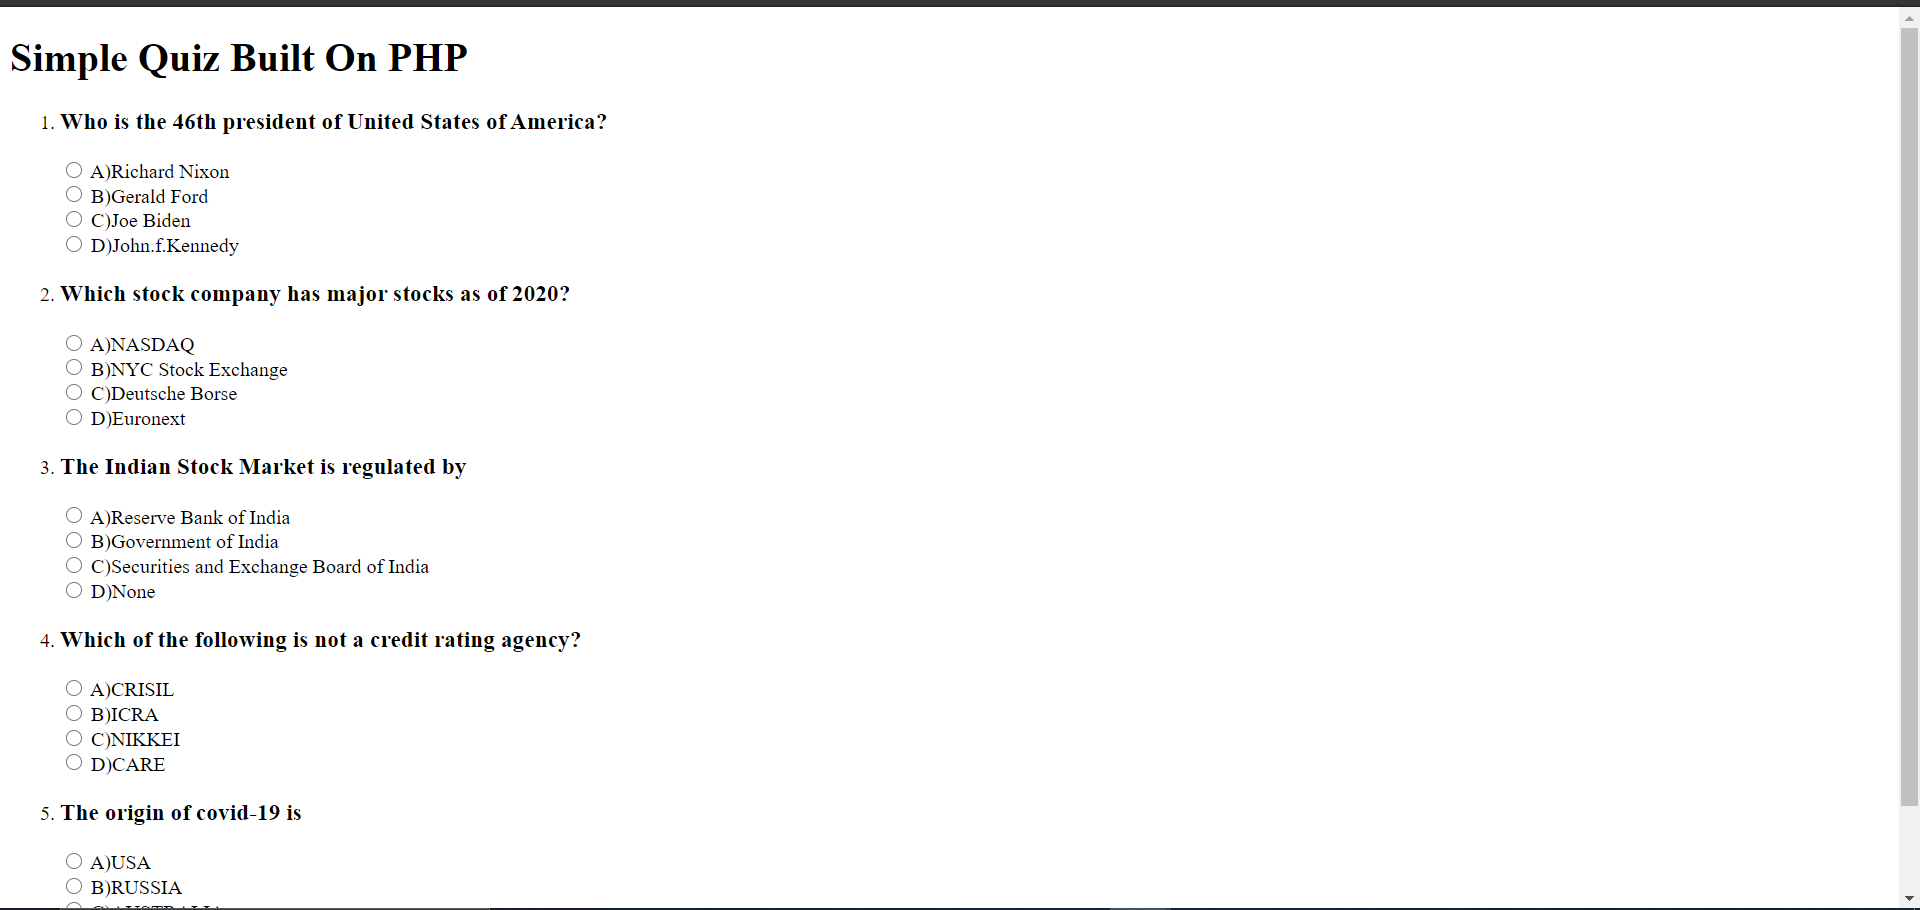 Simple Quiz Built On PHP
1. Who is the 46th president of United States of America?
A)Richard Nixon
B)Gerald Ford
C)Joe Biden
D)John.f.Kennedy
2. Which stock company has major stocks as of 2020?
A)NASDAQ
B)NYC Stock Exchange
C)Deutsche Borse
D)Euronext
3. The Indian Stock Market is regulated by
A)Reserve Bank of India
B)Government of India
C)Securities and Exchange Board of India
D)None
4. Which of the following is not a credit rating agency?
A)CRISIL
B)ICRA
C)NIKKEI
D)CARE
5. The origin of covid-19 is
A)USA
B)RUSSIA